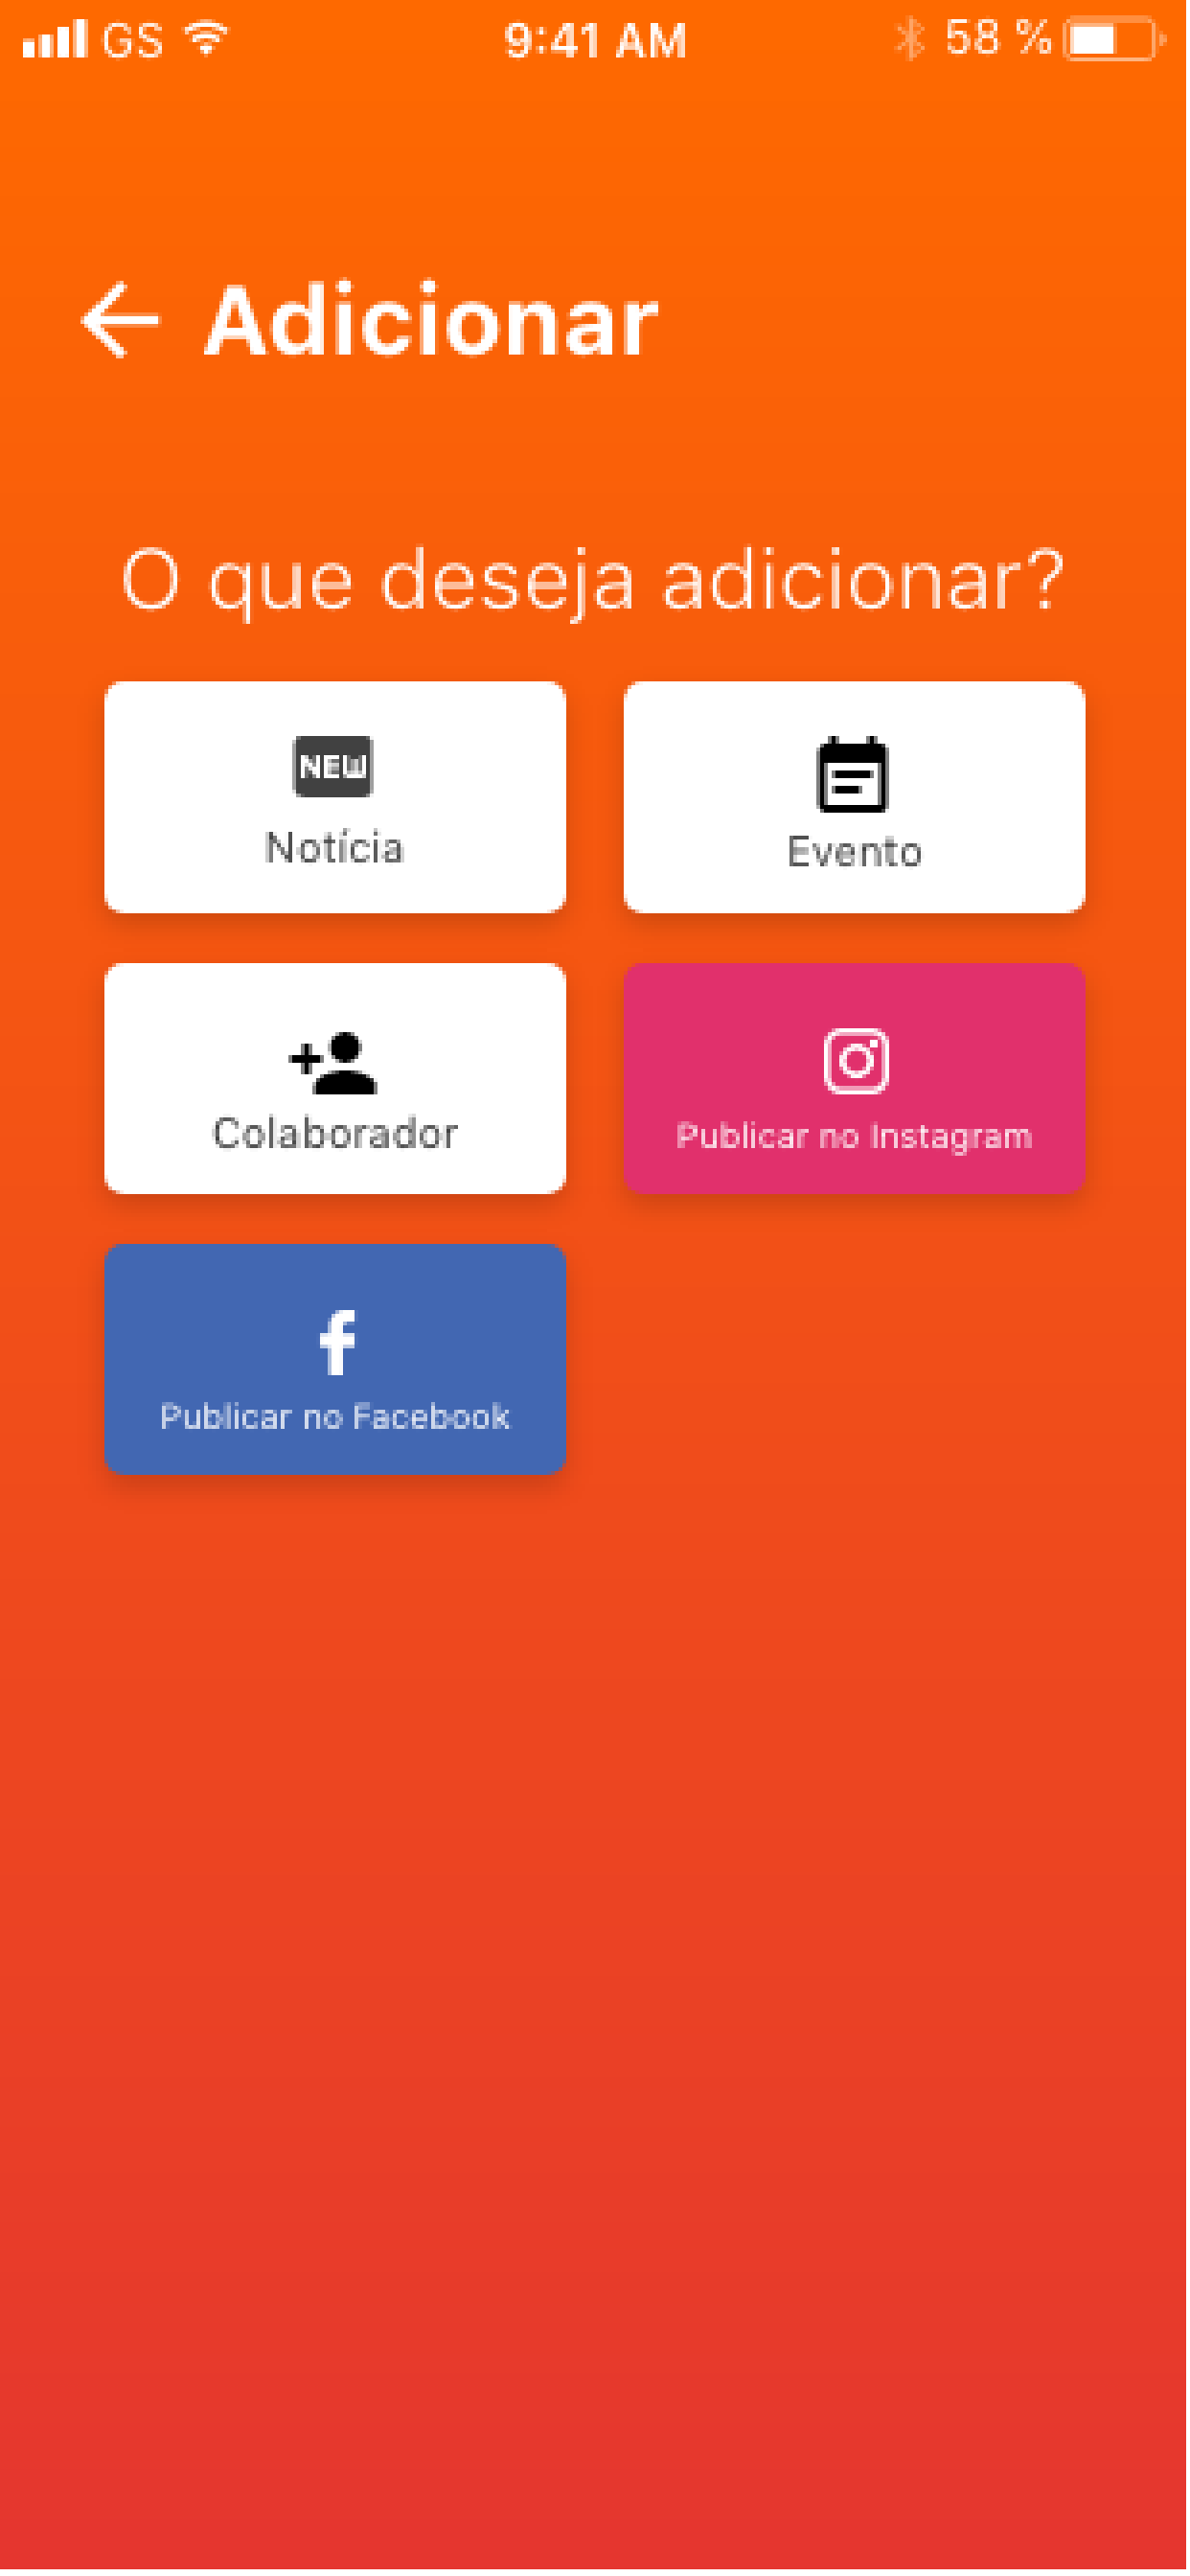 GS 9:41 AM 58 %
Adicionar
O que deseja adicionar?
NEW
Notícia
Evento
Colaborador
Publicar no Instagram
Publicar no Facebook